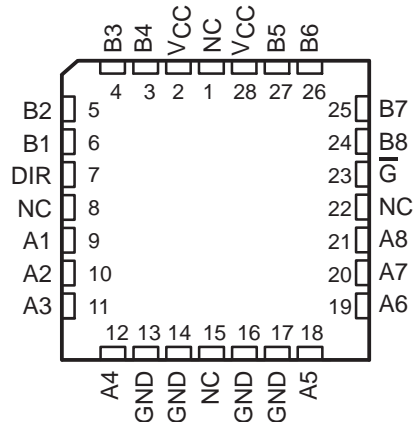 B3 B4 VCC NC VCC B5 B6
4 3 2 1 28 27 26
B2 5 25 B7
B1 6 24 B8
DIR 7 23 G̅
NC 8 22 NC
A1 9 21 A8
A2 10 20 A7
A3 11 19 A6
12 13 14 15 16 17 18
A4 GND GND NC GND GND A5